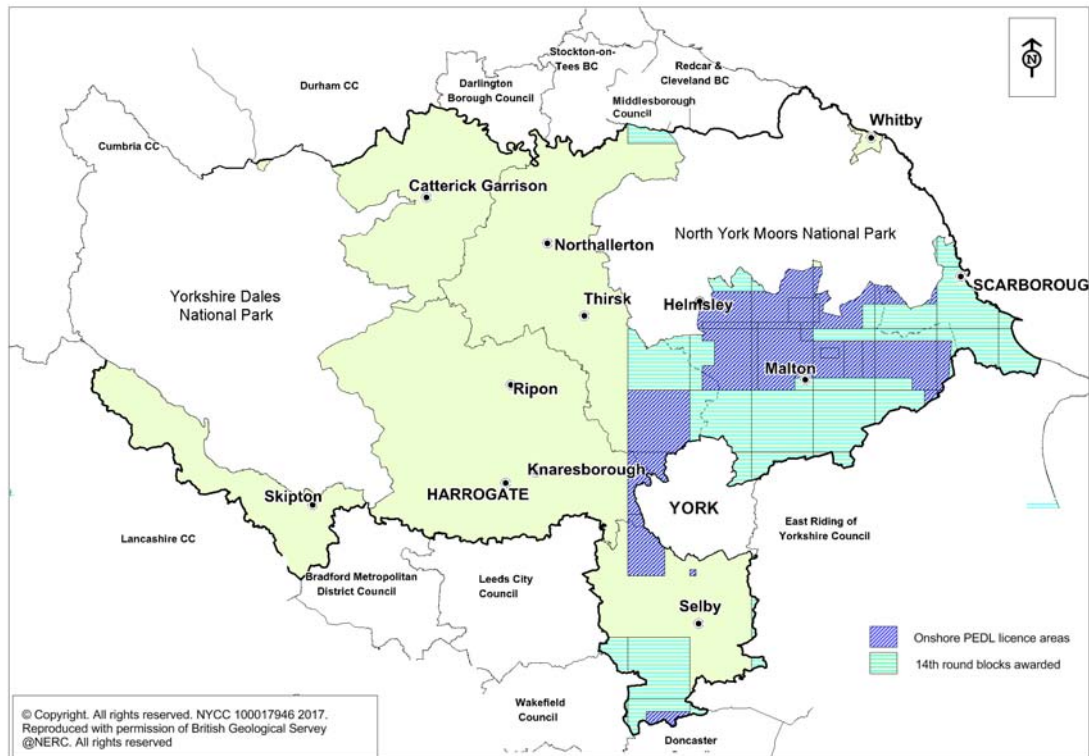 Stockton-on-
Tees BC
Redcar &
Cleveland BC
Durham CC
Darlington
Borough Council
Middlesborough
Council
N
Whitby
Cumbria CC
Catterick Garrison
Northallerton
North York Moors National Park
SCARBOROUG
Yorkshire Dales
National Park
Thirsk
Helmsley
Malton
Ripon
Knaresborough
HARROGATE
Skipton
YORK
East Riding of
Yorkshire Council
Lancashire CC
Bradford Metropolitan
District Council
Leeds City
Council
Selby
Onshore PEDL licence areas
14th round blocks awarded
Wakefield
Council
Doncaster
© Copyright. All rights reserved. NYCC 100017946 2017.
Reproduced with permission of British Geological Survey
@NERC. All rights reserved